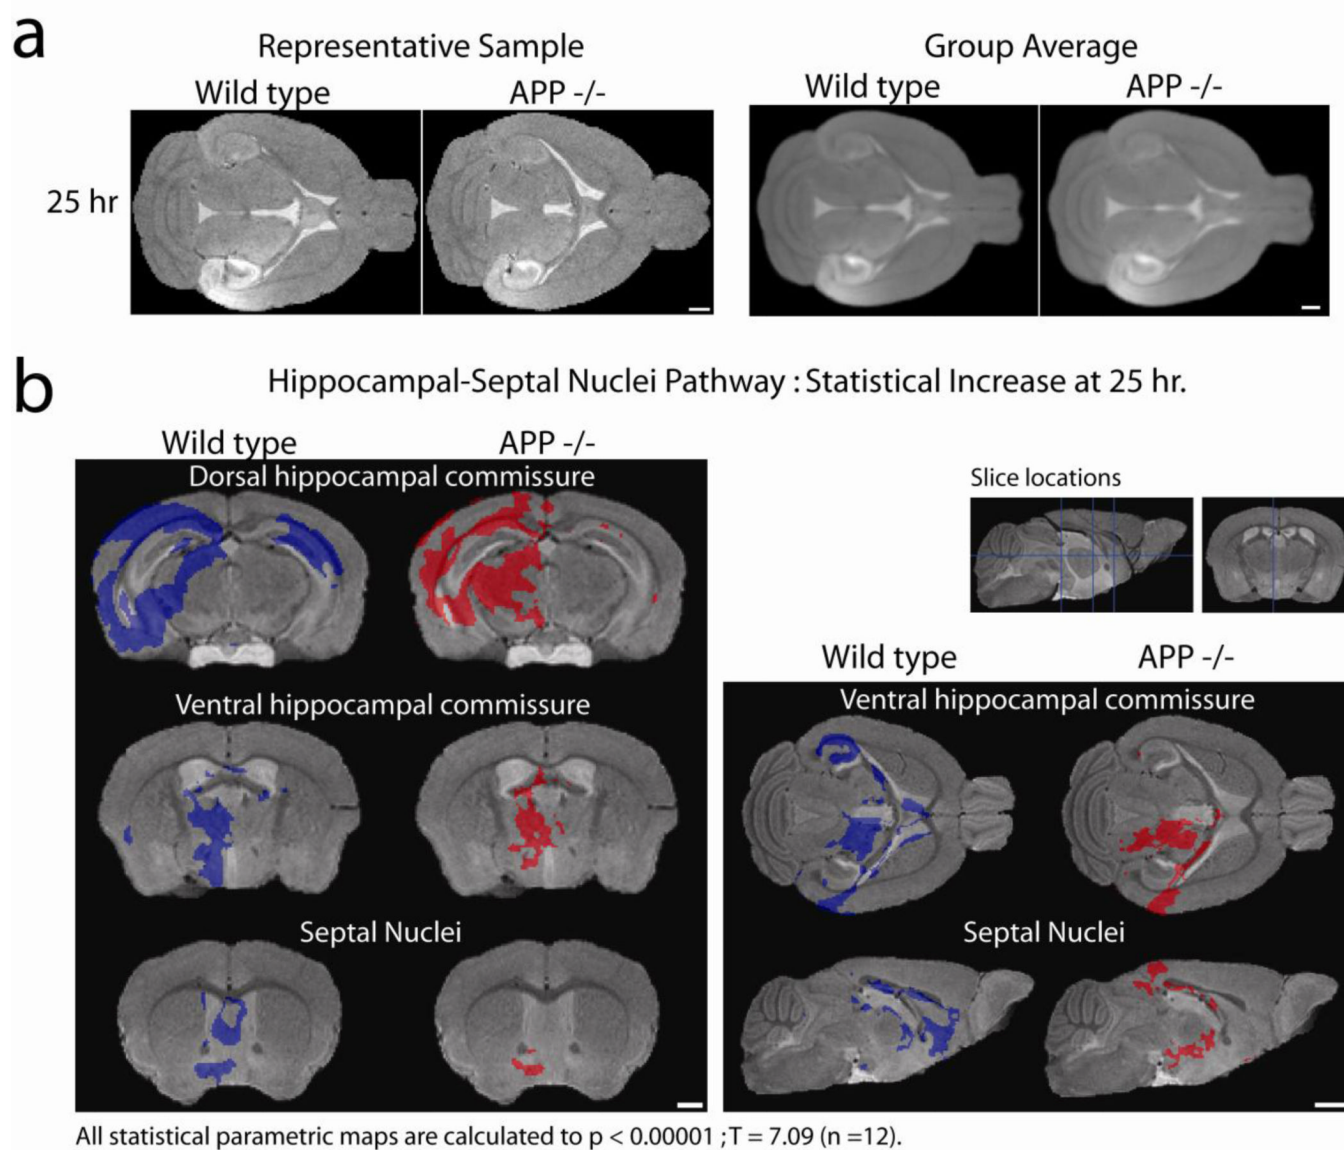 a
Representative Sample
Group Average
Wild type
APP -/-
Wild type
APP -/-
25 hr
b
Hippocampal-Septal Nuclei Pathway : Statistical Increase at 25 hr.
Wild type
APP -/-
Dorsal hippocampal commissure
Ventral hippocampal commissure
Septal Nuclei
Slice locations
Wild type
APP -/-
Ventral hippocampal commissure
Septal Nuclei
All statistical parametric maps are calculated to p < 0.00001 ; T = 7.09 (n =12).